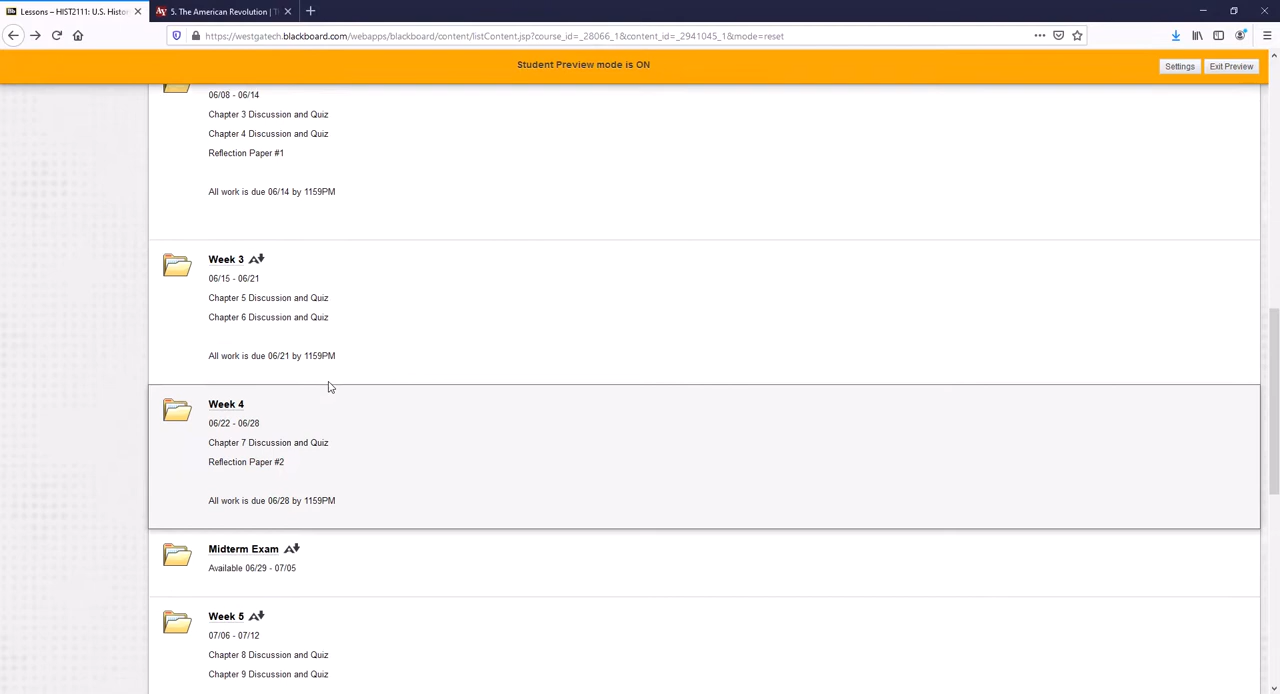 Lessons – HIST2111: U.S. Histor
5. The American Revolution | T
https://westgatech.blackboard.com/webapps/blackboard/content/listContent.jsp?course_id=_28066_1&content_id=_2941045_1&mode=reset
Student Preview mode is ON
Settings
Exit Preview
06/08 - 06/14
Chapter 3 Discussion and Quiz
Chapter 4 Discussion and Quiz
Reflection Paper #1
All work is due 06/14 by 1159PM
Week 3
06/15 - 06/21
Chapter 5 Discussion and Quiz
Chapter 6 Discussion and Quiz
All work is due 06/21 by 1159PM
Week 4
06/22 - 06/28
Chapter 7 Discussion and Quiz
Reflection Paper #2
All work is due 06/28 by 1159PM
Midterm Exam
Available 06/29 - 07/05
Week 5
07/06 - 07/12
Chapter 8 Discussion and Quiz
Chapter 9 Discussion and Quiz